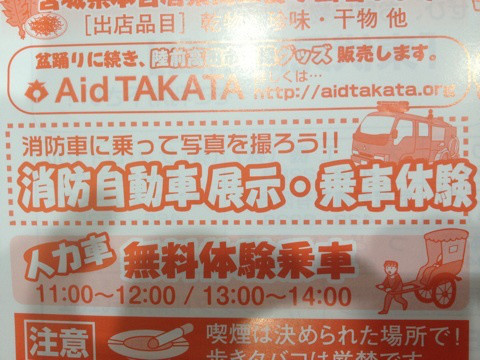 [出店品目] 乾物・珍味・干物 他
盆踊りに続き、陸前高田 グッズ 販売します。
Aid TAKATA 詳しくは… http://aidtakata.org
消防車に乗って写真を撮ろう!!
消防自動車展示・乗車体験
人力車 無料体験乗車
11:00〜12:00 / 13:00〜14:00
注意 喫煙は決められた場所で!
歩きタバコは厳禁です